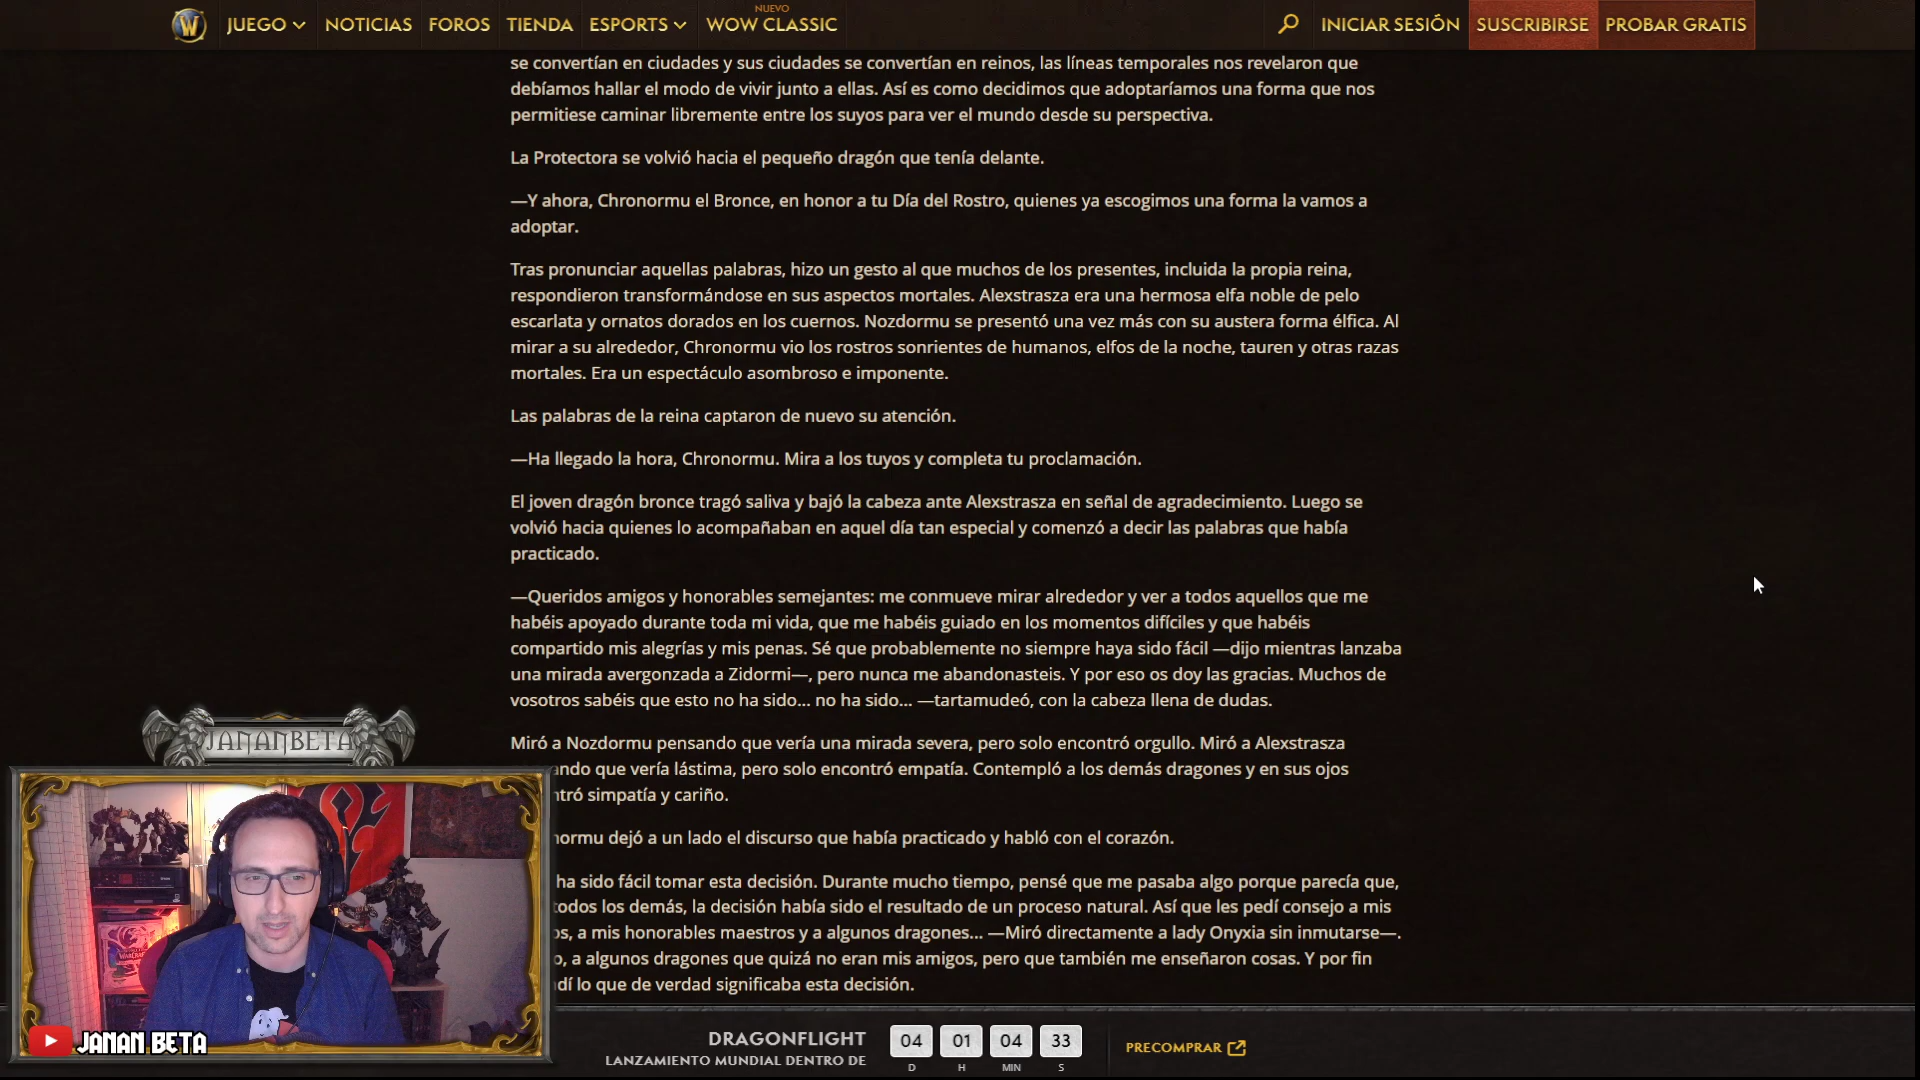 JUEGO NOTICIAS FOROS TIENDA ESPORTS NUEVO WOW CLASSIC INICIAR SESIÓN SUSCRIBIRSE PROBAR GRATIS
se convertían en ciudades y sus ciudades se convertían en reinos, las líneas temporales nos revelaron que
debíamos hallar el modo de vivir junto a ellas. Así es como decidimos que adoptaríamos una forma que nos
permitiese caminar libremente entre los suyos para ver el mundo desde su perspectiva.
La Protectora se volvió hacia el pequeño dragón que tenía delante.
—Y ahora, Chronormu el Bronce, en honor a tu Día del Rostro, quienes ya escogimos una forma la vamos a
adoptar.
Tras pronunciar aquellas palabras, hizo un gesto al que muchos de los presentes, incluida la propia reina,
respondieron transformándose en sus aspectos mortales. Alexstrasza era una hermosa elfa noble de pelo
escarlata y ornatos dorados en los cuernos. Nozdormu se presentó una vez más con su austera forma élfica. Al
mirar a su alrededor, Chronormu vio los rostros sonrientes de humanos, elfos de la noche, tauren y otras razas
mortales. Era un espectáculo asombroso e imponente.
Las palabras de la reina captaron de nuevo su atención.
—Ha llegado la hora, Chronormu. Mira a los tuyos y completa tu proclamación.
El joven dragón bronce tragó saliva y bajó la cabeza ante Alexstrasza en señal de agradecimiento. Luego se
volvió hacia quienes lo acompañaban en aquel día tan especial y comenzó a decir las palabras que había
practicado.
—Queridos amigos y honorables semejantes: me conmueve mirar alrededor y ver a todos aquellos que me
habéis apoyado durante toda mi vida, que me habéis guiado en los momentos difíciles y que habéis
compartido mis alegrías y mis penas. Sé que probablemente no siempre haya sido fácil —dijo mientras lanzaba
una mirada avergonzada a Zidormi—, pero nunca me abandonasteis. Y por eso os doy las gracias. Muchos de
vosotros sabéis que esto no ha sido... no ha sido... —tartamudeó, con la cabeza llena de dudas.
Miró a Nozdormu pensando que vería una mirada severa, pero solo encontró orgullo. Miró a Alexstrasza
ando que vería lástima, pero solo encontró empatía. Contempló a los demás dragones y en sus ojos
ntró simpatía y cariño.
normu dejó a un lado el discurso que había practicado y habló con el corazón.
ha sido fácil tomar esta decisión. Durante mucho tiempo, pensé que me pasaba algo porque parecía que,
todos los demás, la decisión había sido el resultado de un proceso natural. Así que les pedí consejo a mis
os, a mis honorables maestros y a algunos dragones... —Miró directamente a lady Onyxia sin inmutarse—.
o, a algunos dragones que quizá no eran mis amigos, pero que también me enseñaron cosas. Y por fin
dí lo que de verdad significaba esta decisión.
JANANBETA
JANAN BETA
DRAGONFLIGHT
LANZAMIENTO MUNDIAL DENTRO DE
04 01 04 33
D H MIN S
PRECOMPRAR